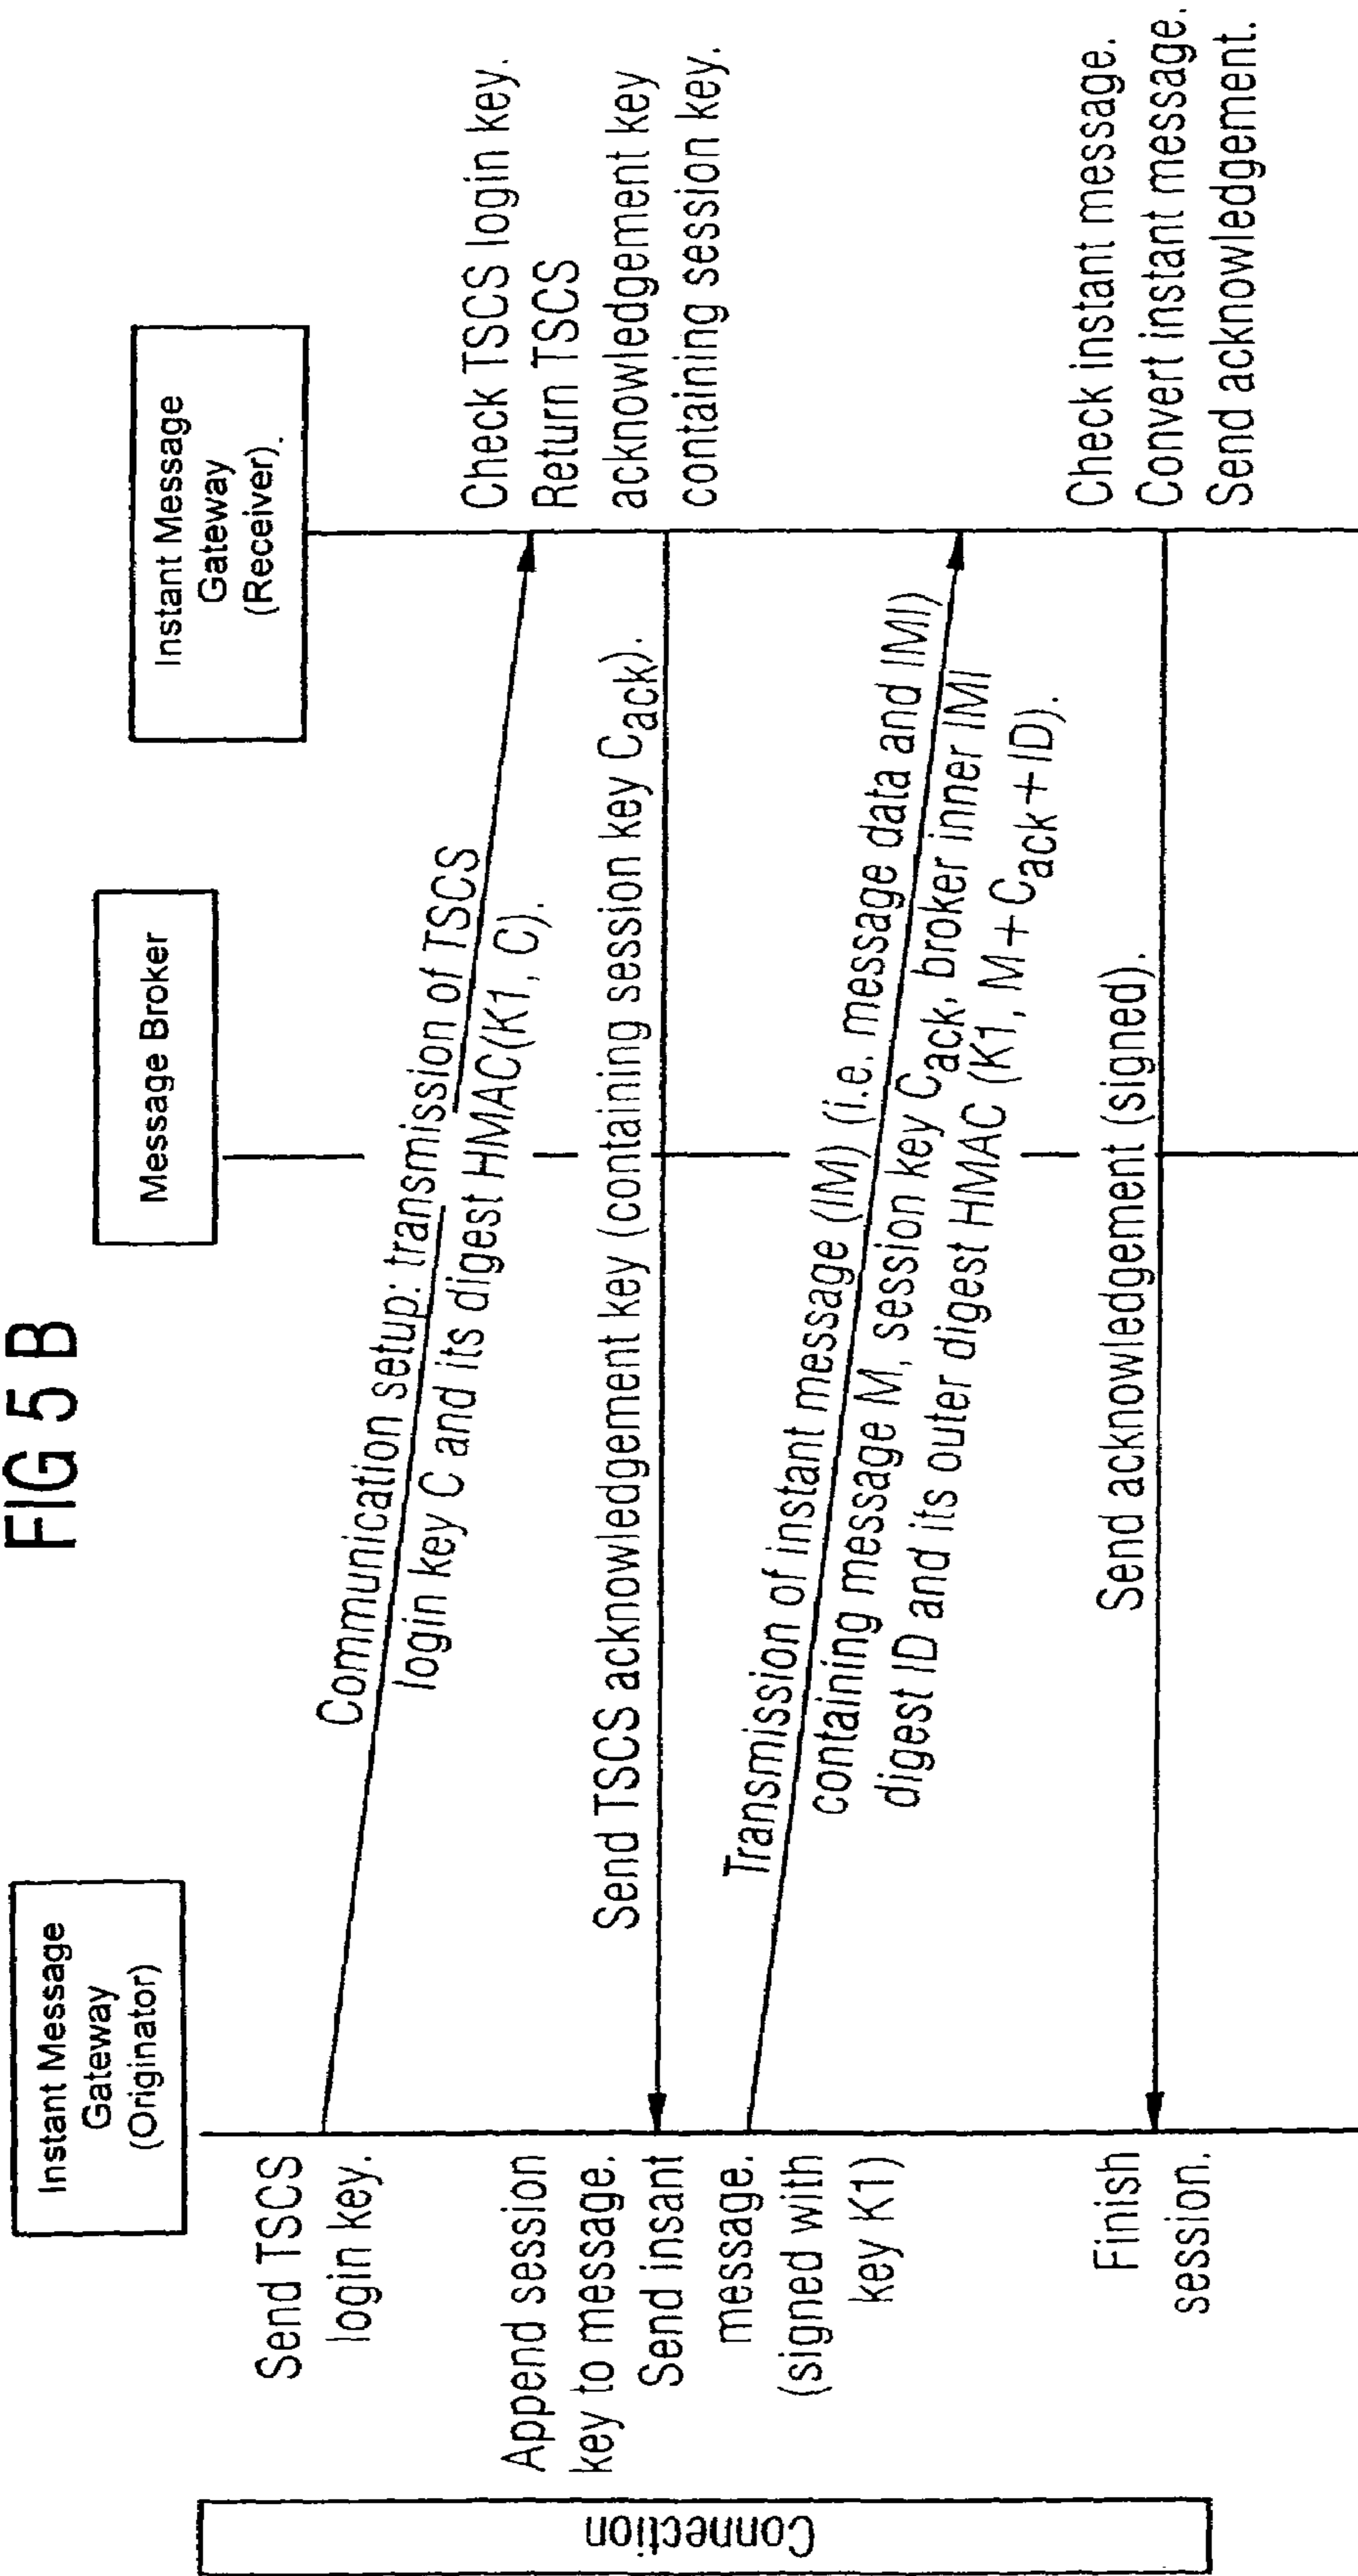 FIG 5 B
Instant Message
Gateway
(Originator)
Message Broker
Instant Message
Gateway
(Receiver).
Connection
Send TSCS
login key.
Communication setup: transmission of TSCS
login key C and its digest HMAC(K1, C).
Check TSCS login key.
Return TSCS
acknowledgement key
containing session key.
Send TSCS acknowledgement key (containing session key Cack).
Append session
key to message.
Send insant
message.
(signed with
key K1)
Transmission of instant message (IM) (i.e. message data and IMI)
containing message M, session key Cack, broker inner IMI
digest ID and its outer digest HMAC (K1, M+Cack+ID).
Check instant message.
Convert instant message.
Send acknowledgement.
Send acknowledgement (signed).
Finish
session.